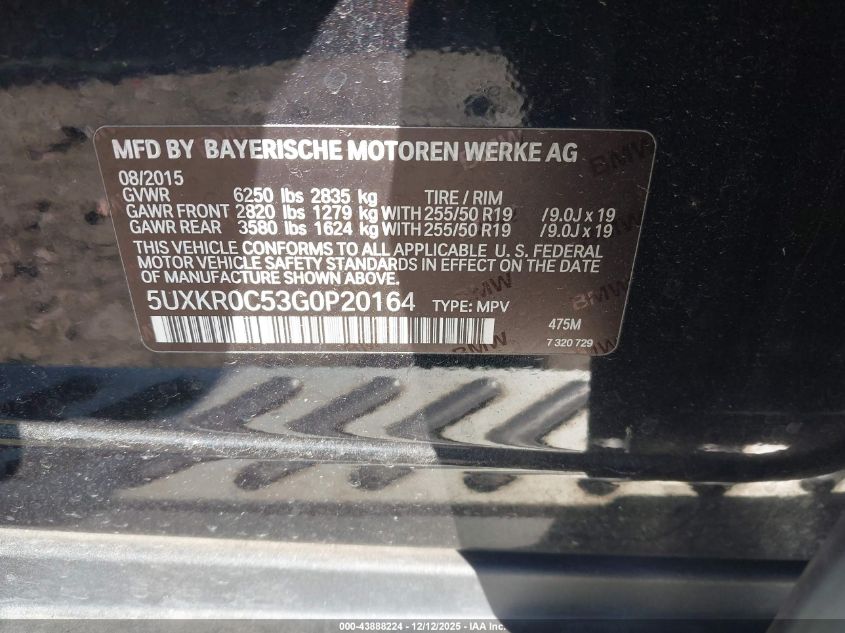 MFD BY BAYERISCHE MOTOREN WERKE AG
08/2015
GVWR 6250 lbs 2835 kg TIRE / RIM
GAWR FRONT 2820 lbs 1279 kg WITH 255/50 R19 /9.0J x 19
GAWR REAR 3580 lbs 1624 kg WITH 255/50 R19 /9.0J x 19
THIS VEHICLE CONFORMS TO ALL APPLICABLE U. S. FEDERAL
MOTOR VEHICLE SAFETY STANDARDS IN EFFECT ON THE DATE
OF MANUFACTURE SHOWN ABOVE.
5UXKR0C53G0P20164 TYPE: MPV
475M
7 320 729
BMW
BMW
000-43888224 - 12/12/2025 - IAA Inc.